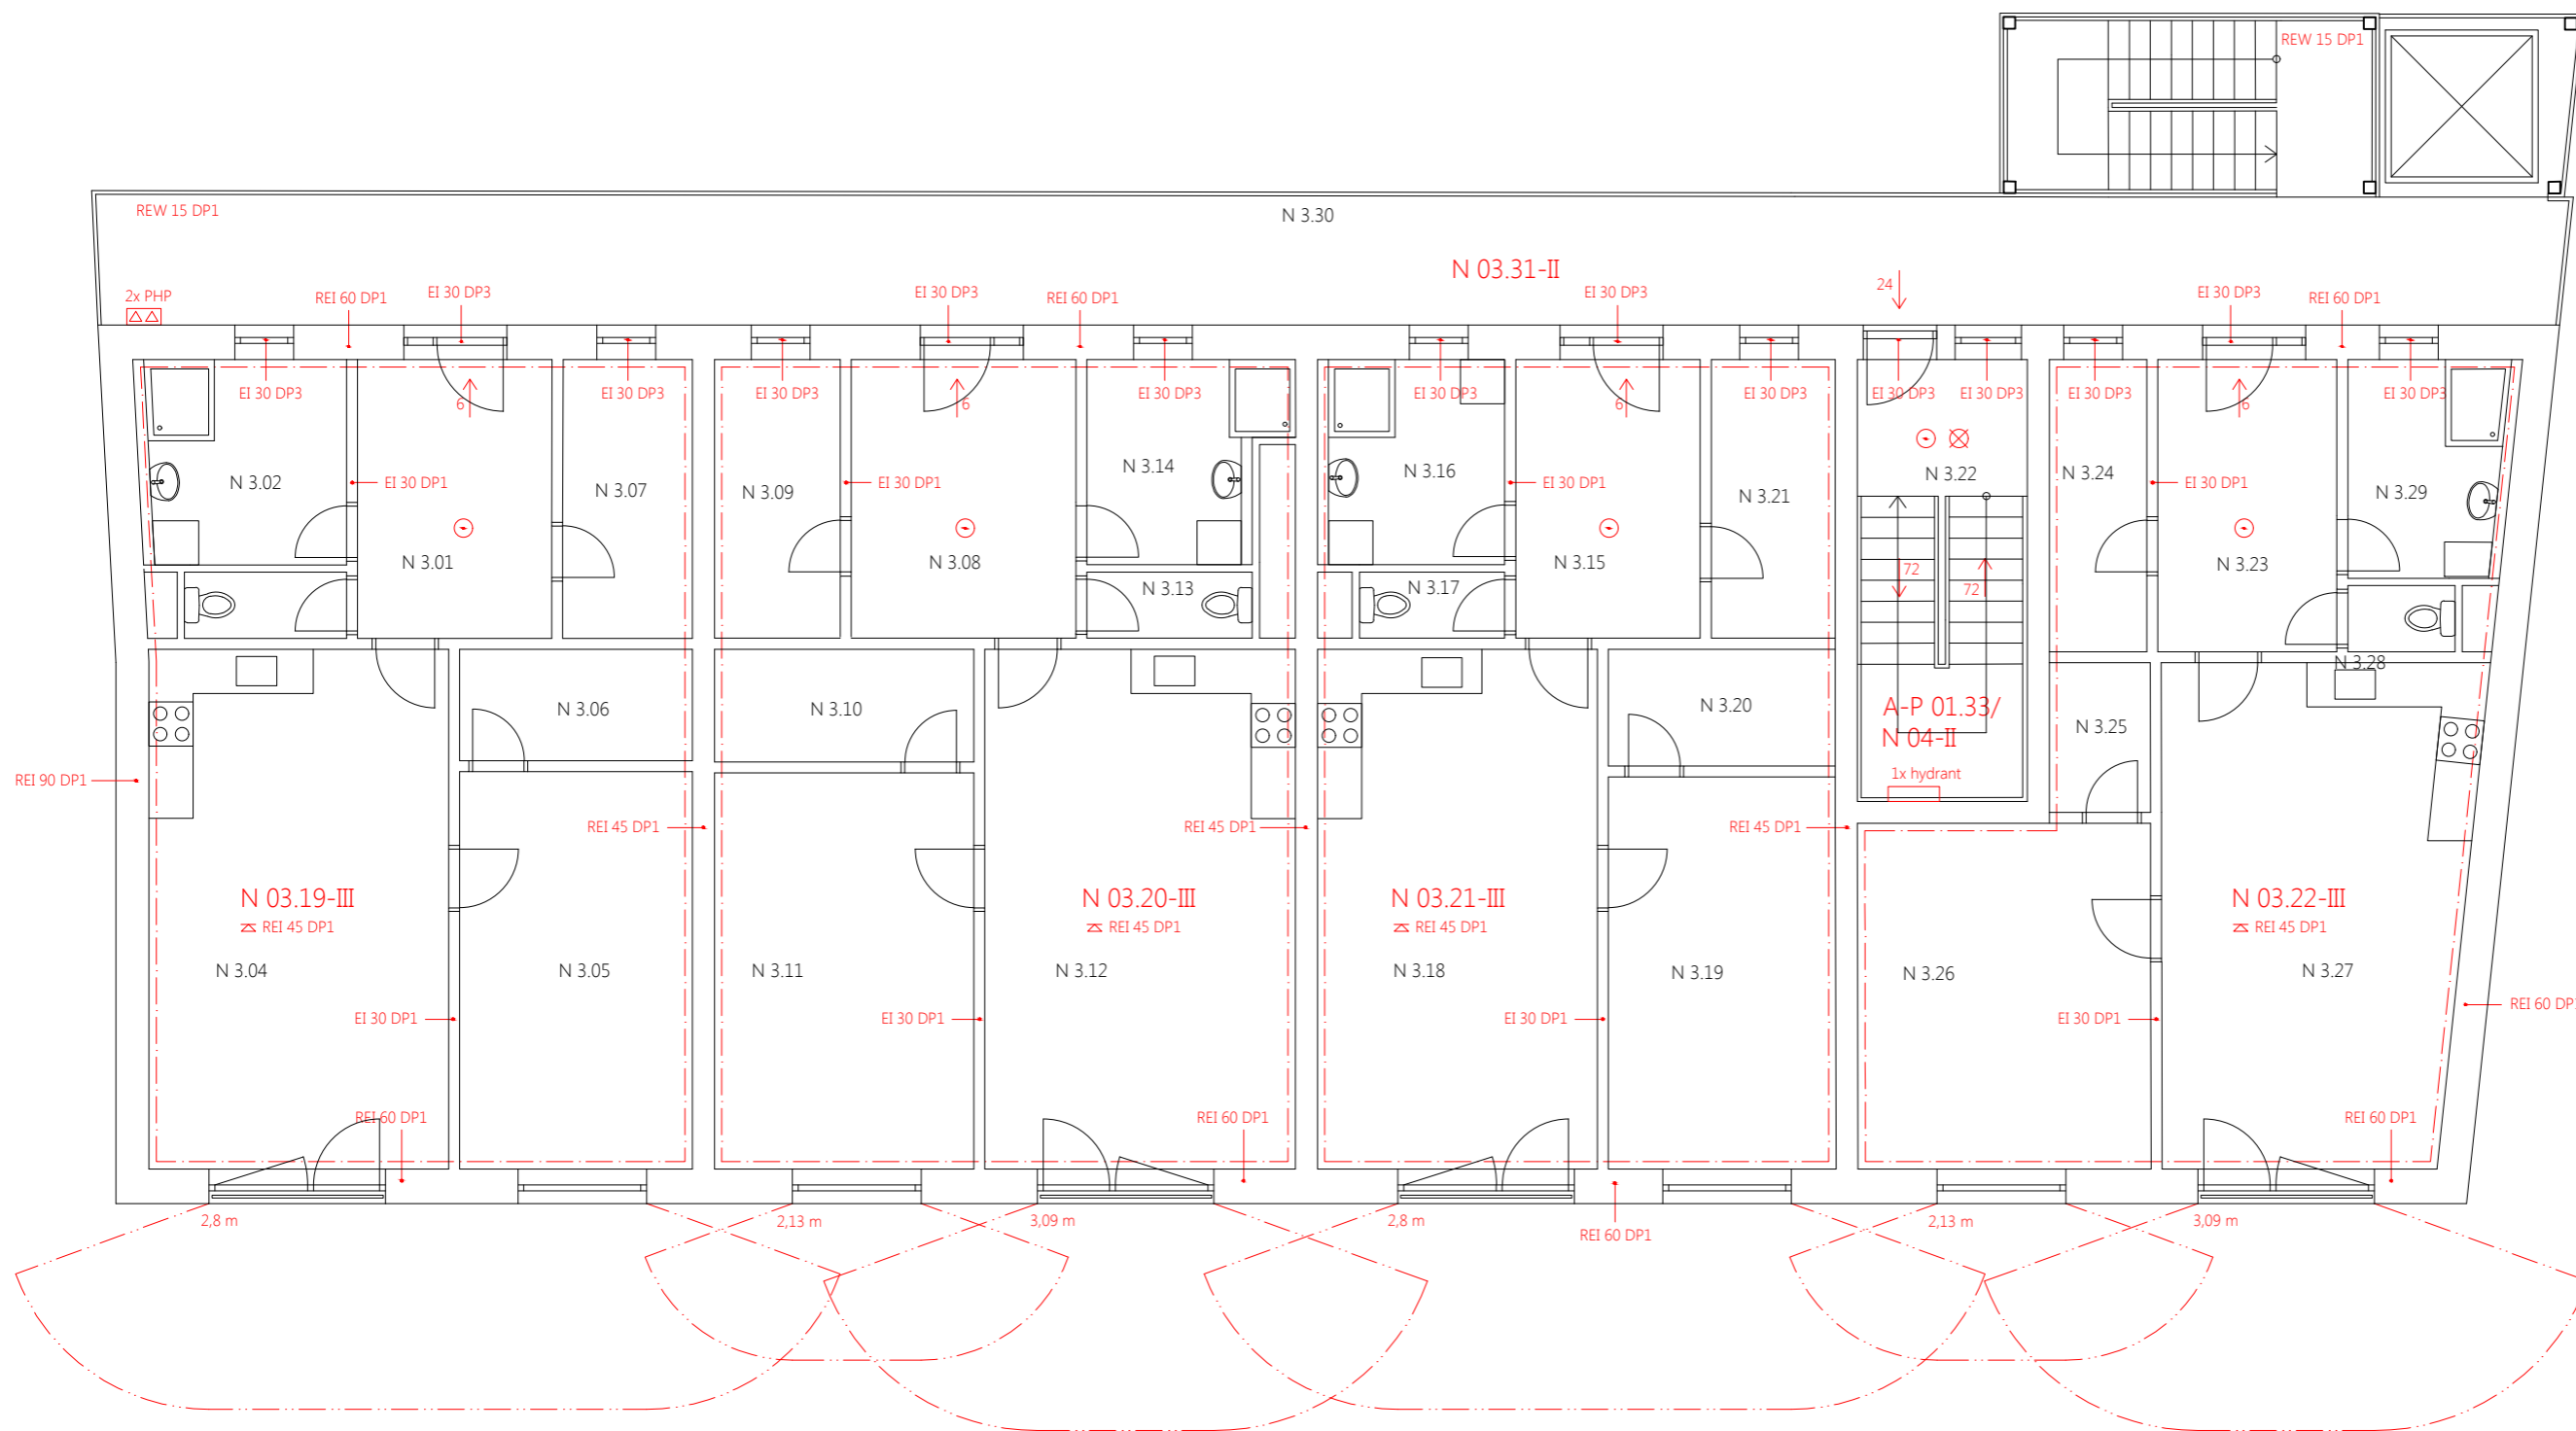 REW 15 DP1
REW 15 DP1
N 3.30
N 03.31-II
2x PHP
REI 60 DP1
EI 30 DP3
EI 30 DP3
REI 60 DP1
EI 30 DP3
24
EI 30 DP3
REI 60 DP1
EI 30 DP3
6
EI 30 DP3
EI 30 DP3
6
EI 30 DP3
EI 30 DP3
6
EI 30 DP3
EI 30 DP3
EI 30 DP3
EI 30 DP3
6
EI 30 DP3
N 3.02
EI 30 DP1
N 3.07
N 3.09
EI 30 DP1
N 3.14
N 3.16
EI 30 DP1
N 3.21
N 3.22
N 3.24
EI 30 DP1
N 3.29
N 3.01
N 3.08
N 3.13
N 3.15
N 3.17
72
72
N 3.23
N 3.28
N 3.06
N 3.10
N 3.20
A-P 01.33/
N 04-II
N 3.25
REI 90 DP1
1x hydrant
REI 45 DP1
REI 45 DP1
REI 45 DP1
N 03.19-III
REI 45 DP1
N 03.20-III
REI 45 DP1
N 03.21-III
REI 45 DP1
N 03.22-III
REI 45 DP1
N 3.04
N 3.05
N 3.11
N 3.12
N 3.18
N 3.19
N 3.26
N 3.27
EI 30 DP1
EI 30 DP1
EI 30 DP1
EI 30 DP1
REI 60 DP
REI 60 DP1
REI 60 DP1
REI 60 DP1
2,8 m
2,13 m
3,09 m
2,8 m
REI 60 DP1
2,13 m
3,09 m